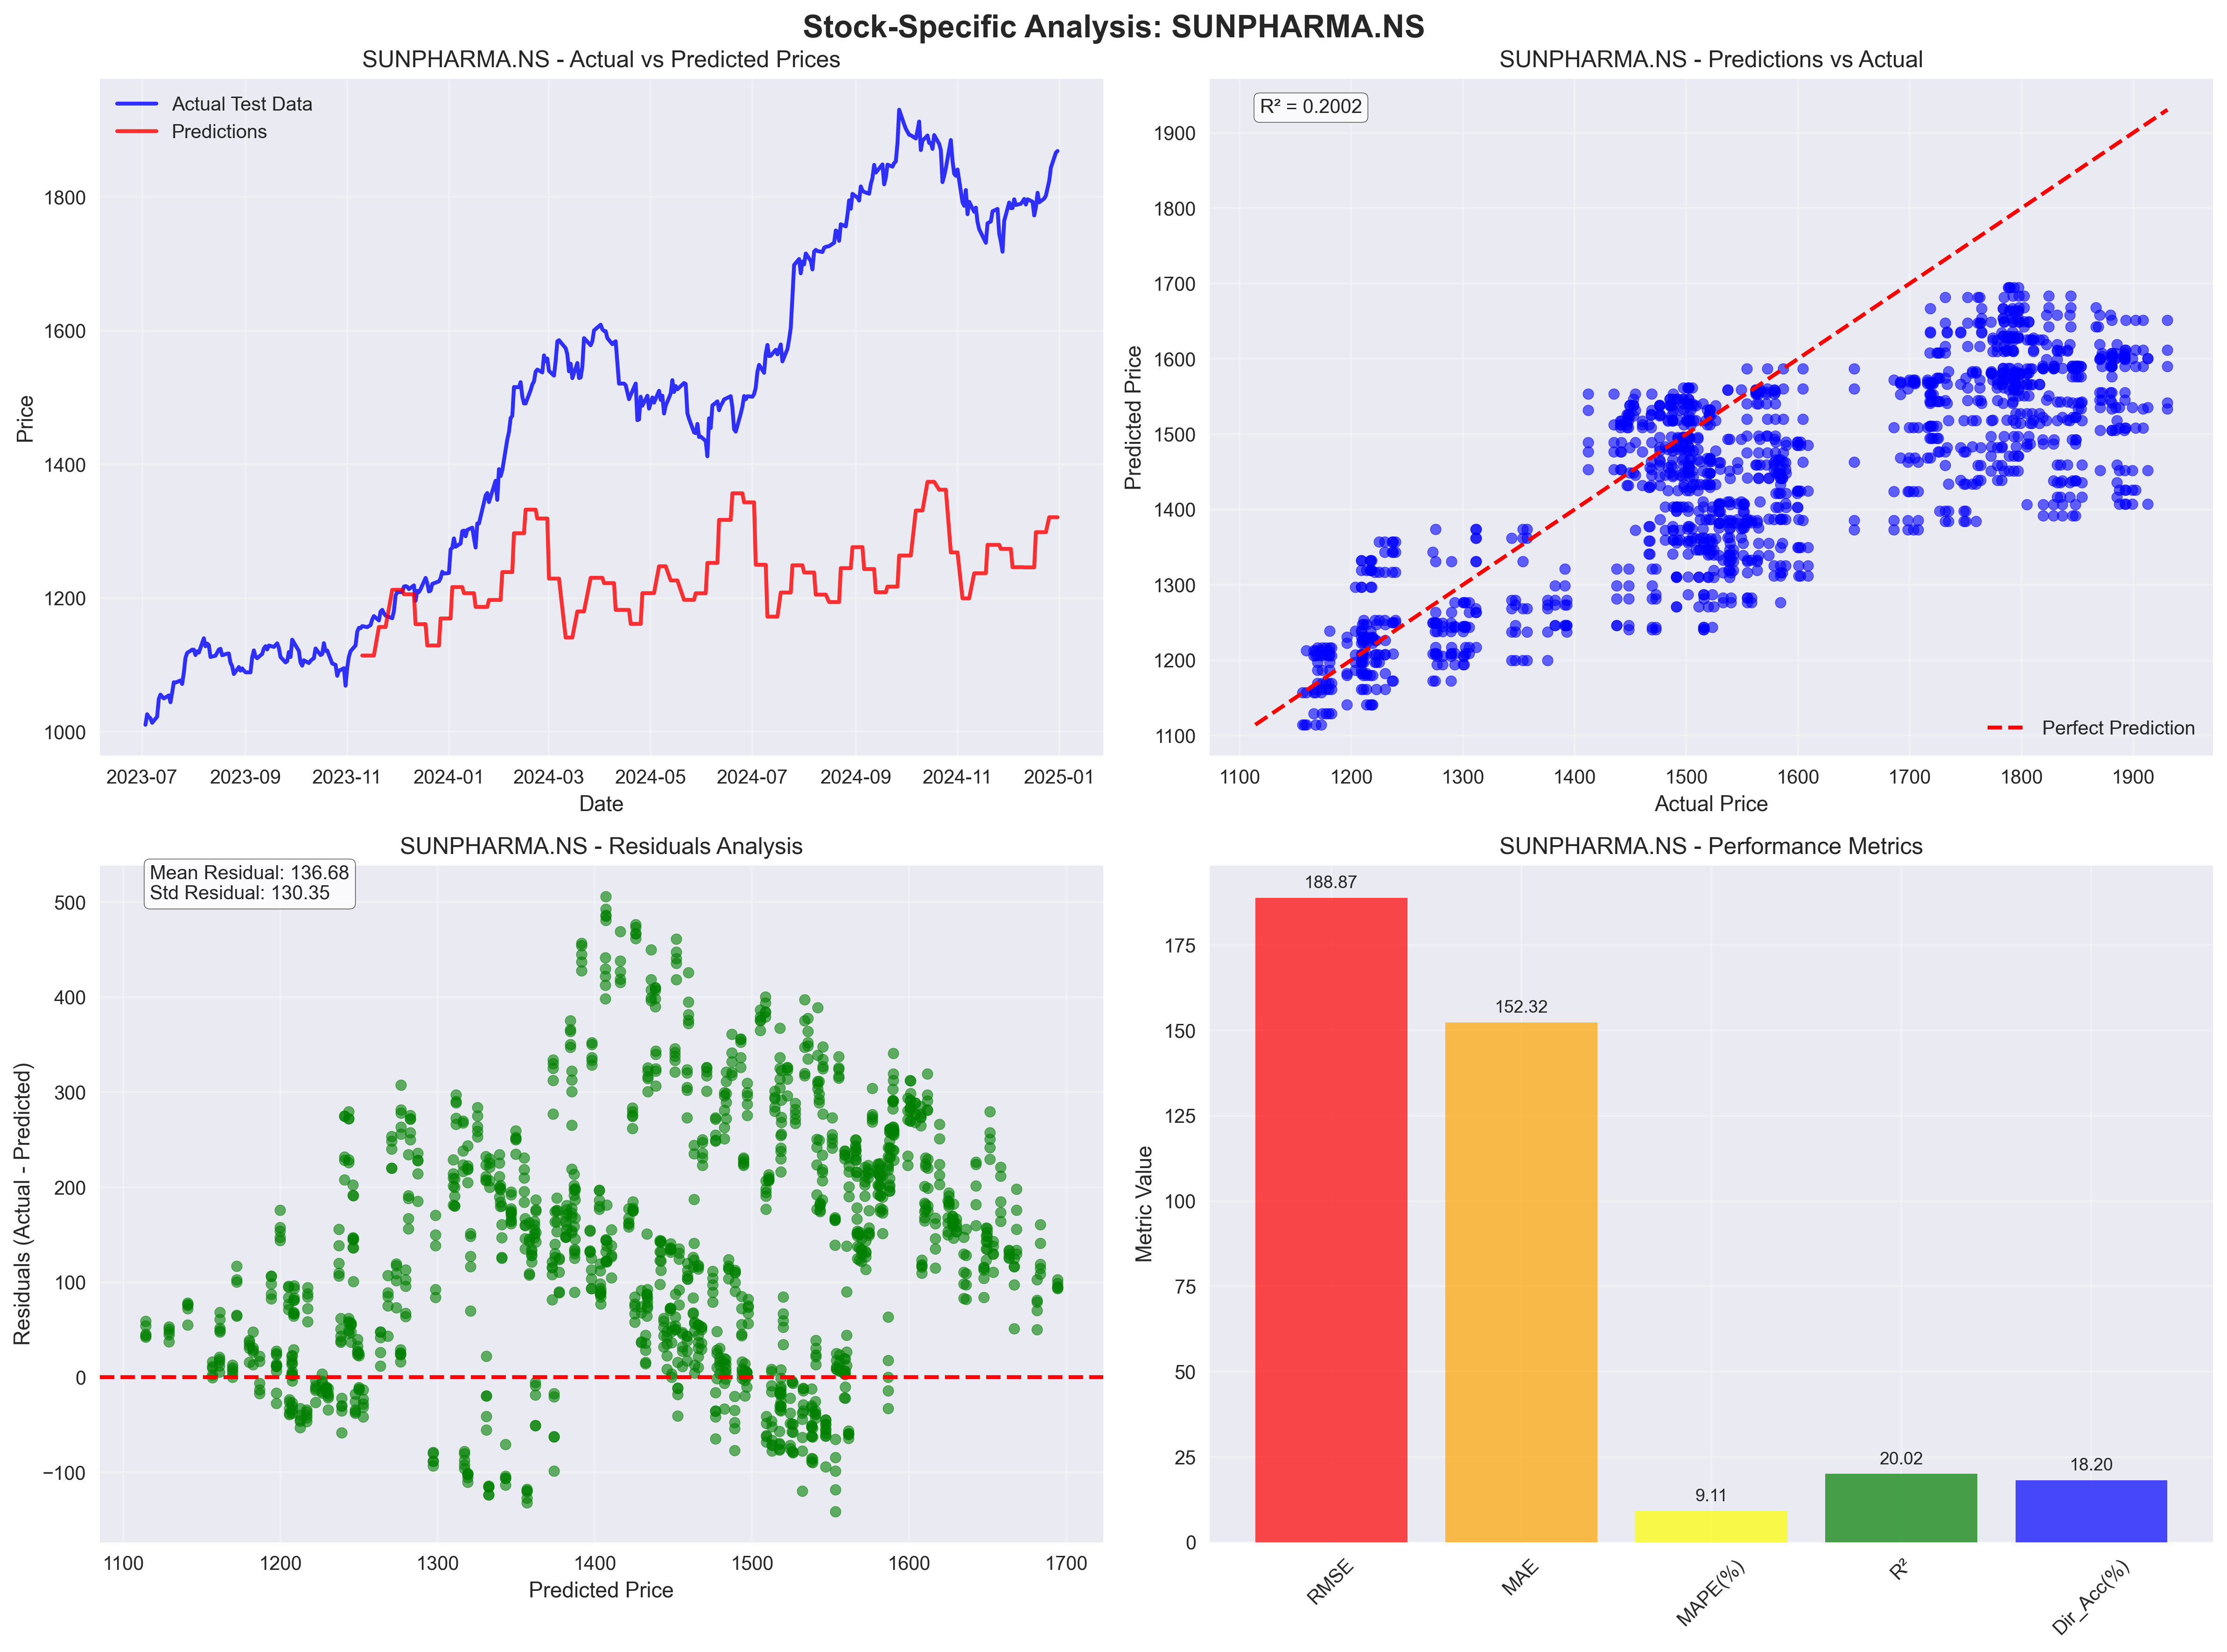 Stock-Specific Analysis: SUNPHARMA.NS
SUNPHARMA.NS - Actual vs Predicted Prices
Actual Test Data
Predictions
Price
1800
1600
1400
1200
1000
2023-07 2023-09 2023-11 2024-01 2024-03 2024-05 2024-07 2024-09 2024-11 2025-01
Date
SUNPHARMA.NS - Predictions vs Actual
R² = 0.2002
Predicted Price
1900
1800
1700
1600
1500
1400
1300
1200
1100
Perfect Prediction
1100 1200 1300 1400 1500 1600 1700 1800 1900
Actual Price
SUNPHARMA.NS - Residuals Analysis
Mean Residual: 136.68
Std Residual: 130.35
Residuals (Actual - Predicted)
500
400
300
200
100
0
−100
1100 1200 1300 1400 1500 1600 1700
Predicted Price
SUNPHARMA.NS - Performance Metrics
Metric Value
175
150
125
100
75
50
25
0
188.87
152.32
9.11
20.02
18.20
RMSE
MAE
MAPE(%)
R²
Dir_Acc(%)